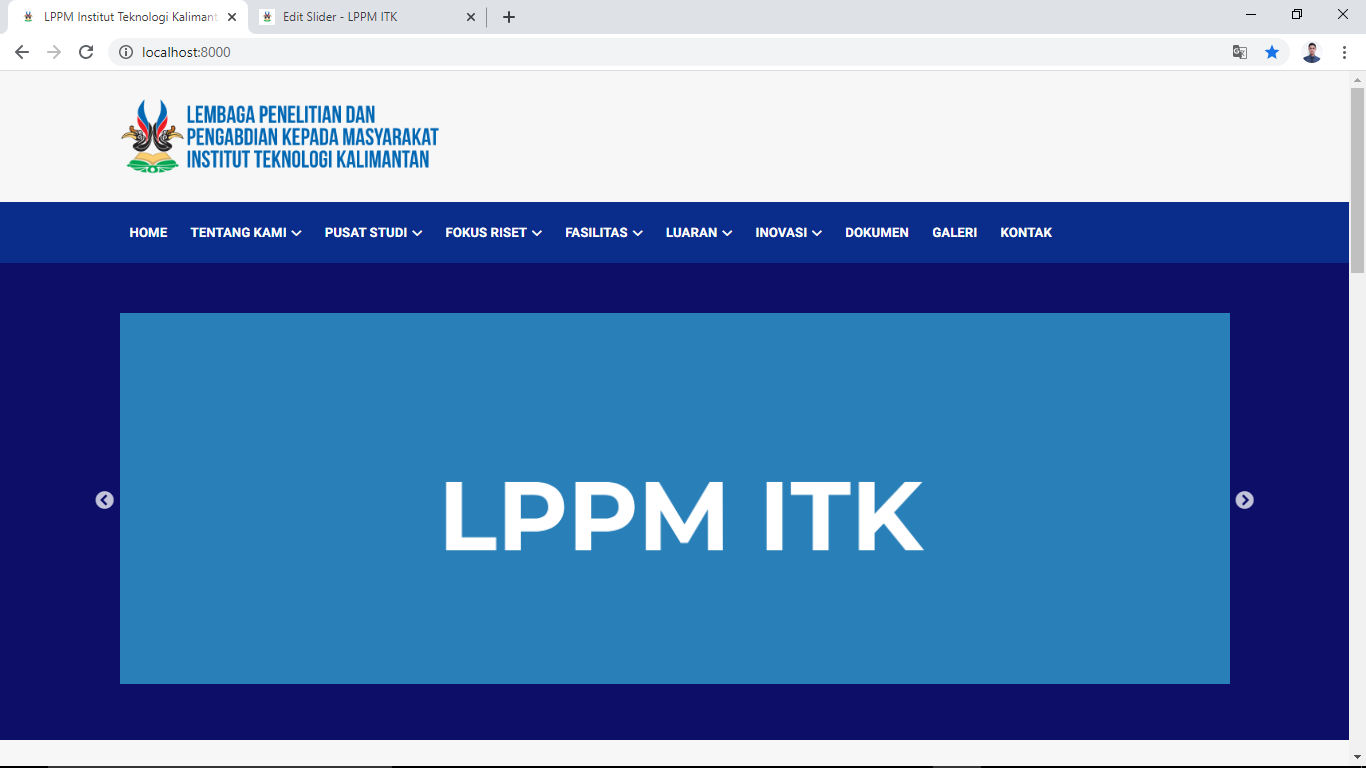 LPPM Institut Teknologi Kalimant
Edit Slider - LPPM ITK
localhost:8000
LEMBAGA PENELITIAN DAN
PENGABDIAN KEPADA MASYARAKAT
INSTITUT TEKNOLOGI KALIMANTAN
HOME TENTANG KAMI PUSAT STUDI FOKUS RISET FASILITAS LUARAN INOVASI DOKUMEN GALERI KONTAK
LPPM ITK